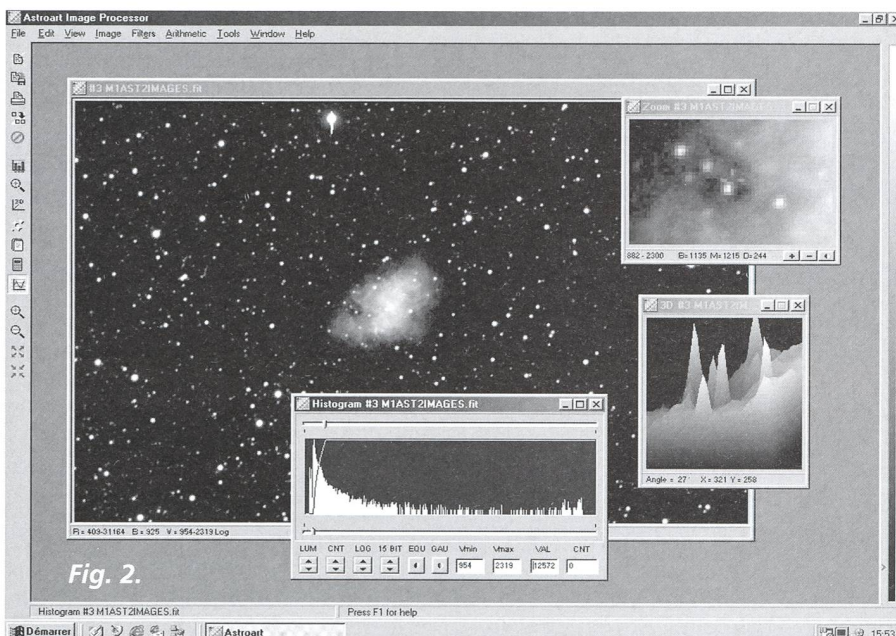 Astroart Image Processor
File Edit View Image Filters Arithmetic Tools Window Help
#3 M1AST2IMAGES.fit
Zoom #3 M1AST2IMAGES
882 - 2300 B=1135 M=1215 D=244
3D #3 M1AST2IM
Angle = 27° X = 321 Y = 258
Histogram #3 M1AST2IMAGES.fit
LUM CNT LOG 15 BIT EQU GAU Vmin Vmax VAL CNT
954 2319 12572 0
R = 409-31164 B = 925 V = 954-2319 Log
Fig. 2.
Histogram #3 M1AST2IMAGES.fit Press F1 for help
Démarrer Astroart 15:53